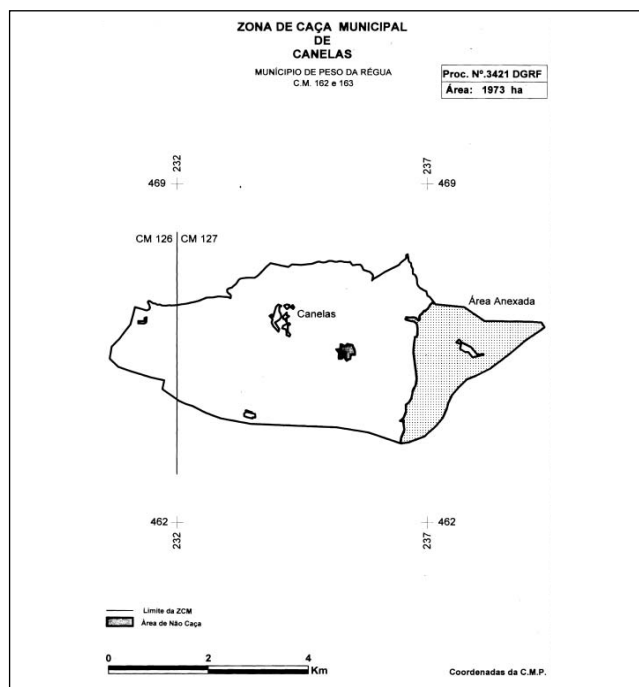 ZONA DE CAÇA MUNICIPAL
DE
CANELAS
MUNÍCIPIO DE PESO DA RÉGUA
C.M. 162 e 163
Proc. Nº.3421 DGRF
Área: 1973 ha
232
237
469
469
CM 126
CM 127
Área Anexada
Canelas
462
462
232
237
Limite da ZCM
Área de Não Caça
0 2 4
Km
Coordenadas da C.M.P.